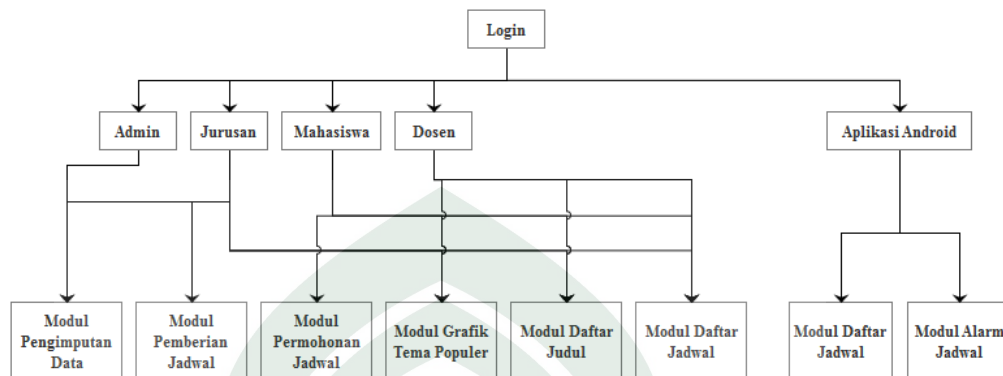 Login
Admin
Jurusan
Mahasiswa
Dosen
Aplikasi Android
Modul
Pengimputan
Data
Modul
Pemberian
Jadwal
Modul
Permohonan
Jadwal
Modul Grafik
Tema Populer
Modul Daftar
Judul
Modul Daftar
Jadwal
Modul Daftar
Jadwal
Modul Alarm
Jadwal